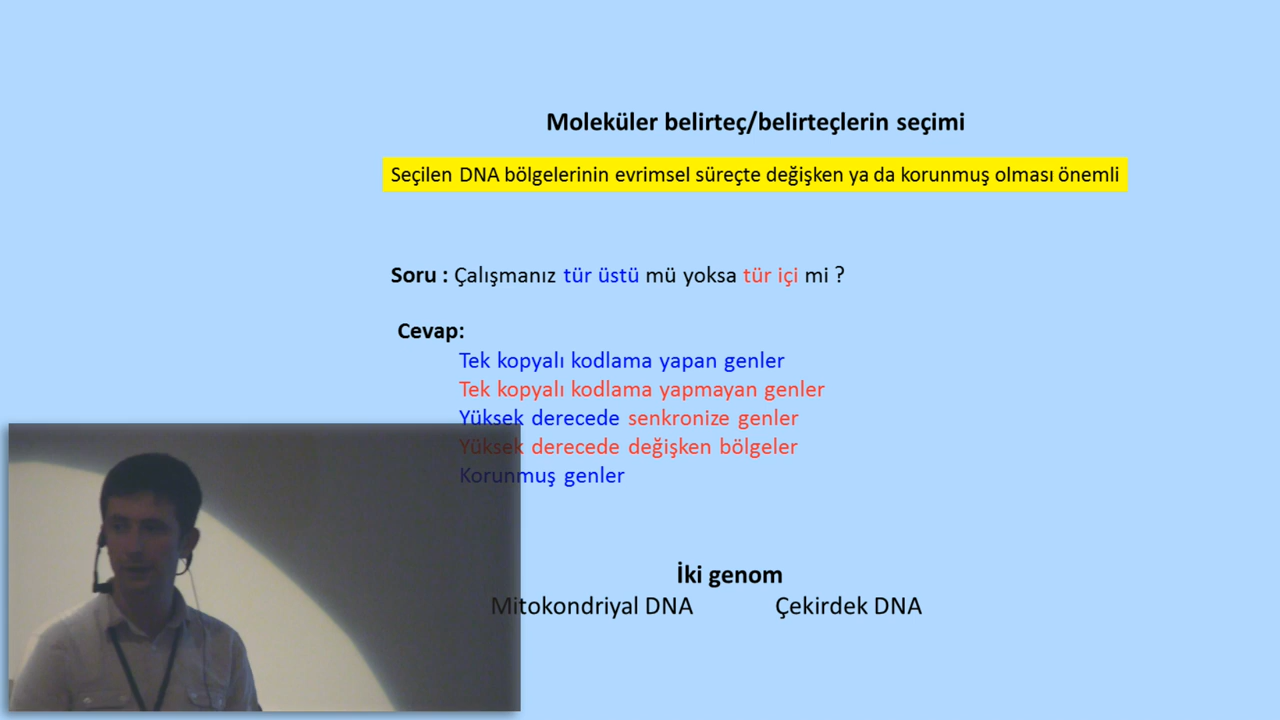 Moleküler belirteç/belirteçlerin seçimi
Seçilen DNA bölgelerinin evrimsel süreçte değişken ya da korunmuş olması önemli
Soru : Çalışmanız tür üstü mü yoksa tür içi mi ?
Cevap:
Tek kopyalı kodlama yapan genler
Tek kopyalı kodlama yapmayan genler
Yüksek derecede senkronize genler
Yüksek derecede değişken bölgeler
Korunmuş genler
İki genom
Mitokondriyal DNA Çekirdek DNA